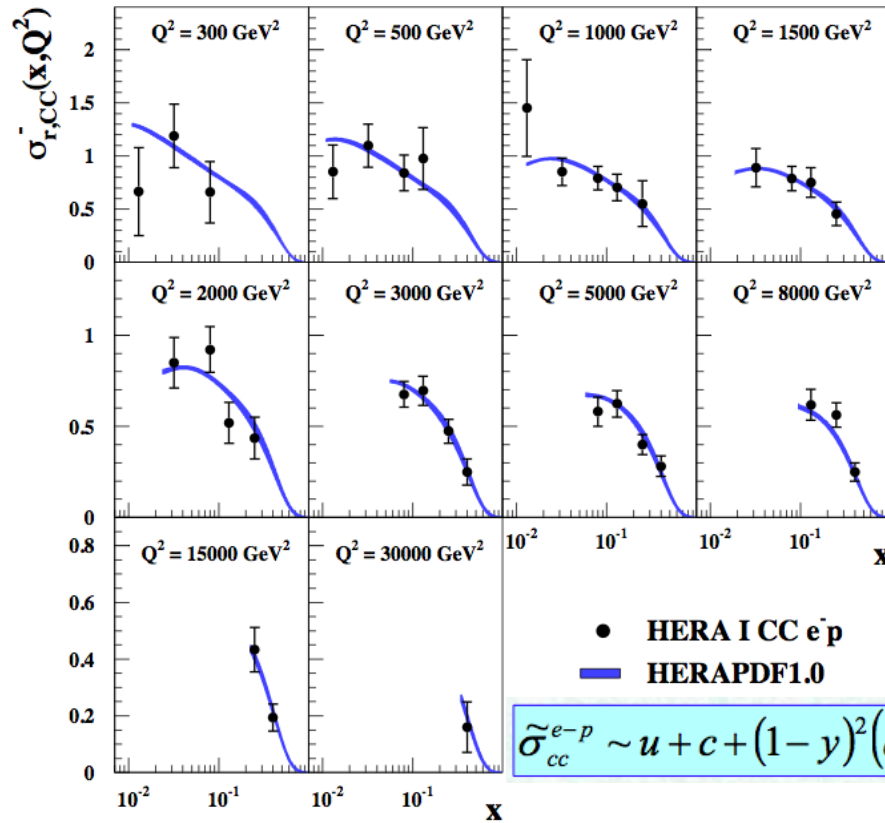 σ⁻r,CC(x,Q²)
Q² = 300 GeV² Q² = 500 GeV² Q² = 1000 GeV² Q² = 1500 GeV²
2
1.5
1
0.5
0
Q² = 2000 GeV² Q² = 3000 GeV² Q² = 5000 GeV² Q² = 8000 GeV²
1
0.5
0
10⁻² 10⁻¹ 10⁻² 10⁻¹
x
Q² = 15000 GeV² Q² = 30000 GeV²
0.8
0.6
0.4
0.2
0
10⁻² 10⁻¹ 10⁻² 10⁻¹
x
HERA I CC e⁻p
HERAPDF1.0
σ̃cc^e−p ~ u + c + (1 − y)²(